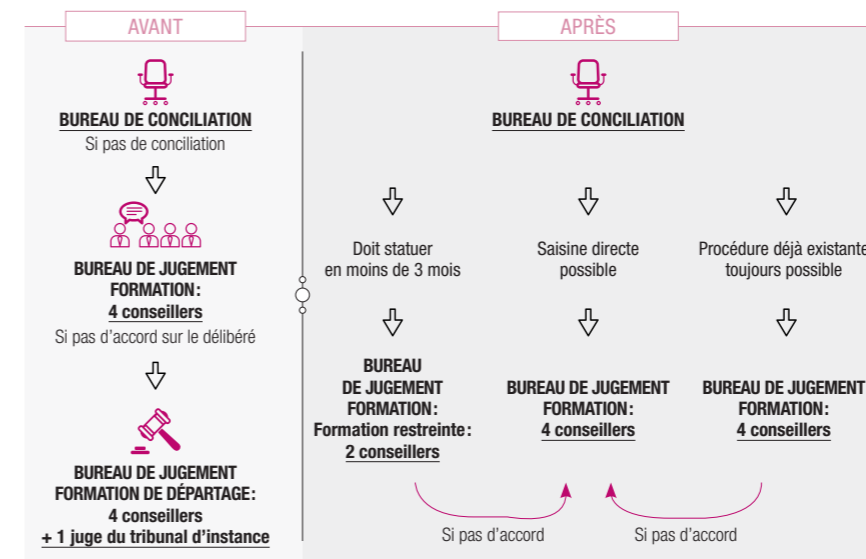 AVANT
BUREAU DE CONCILIATION
Si pas de conciliation
BUREAU DE JUGEMENT
FORMATION:
4 conseillers
Si pas d'accord sur le délibéré
BUREAU DE JUGEMENT
FORMATION DE DÉPARTAGE:
4 conseillers
+ 1 juge du tribunal d'instance
APRÈS
BUREAU DE CONCILIATION
Doit statuer
en moins de 3 mois
BUREAU
DE JUGEMENT
FORMATION:
Formation restreinte:
2 conseillers
Saisine directe
possible
BUREAU DE JUGEMENT
FORMATION:
4 conseillers
Procédure déjà existante
toujours possible
BUREAU DE JUGEMENT
FORMATION:
4 conseillers
Si pas d'accord
Si pas d'accord